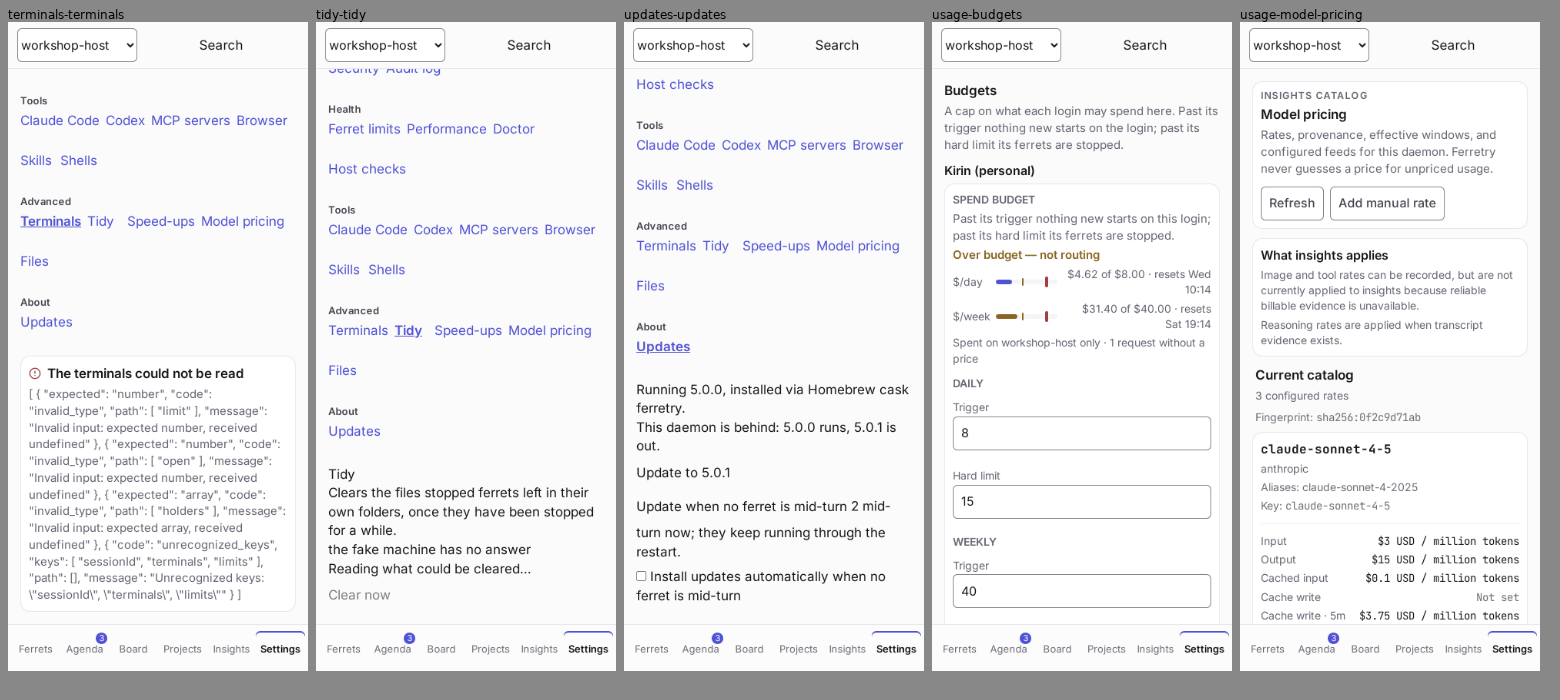 terminals-terminals
workshop-host
Search
Tools
Claude Code Codex MCP servers Browser
Skills Shells
Advanced
Terminals Tidy Speed-ups Model pricing
Files
About
Updates
The terminals could not be read
[ { "expected": "number", "code":
"invalid_type", "path": [ "limit" ], "message":
"Invalid input: expected number, received
undefined" }, { "expected": "number", "code":
"invalid_type", "path": [ "open" ], "message":
"Invalid input: expected number, received
undefined" }, { "expected": "array", "code":
"invalid_type", "path": [ "holders" ], "message":
"Invalid input: expected array, received
undefined" }, { "code": "unrecognized_keys",
"keys": [ "sessionId", "terminals", "limits" ],
"path": [], "message": "Unrecognized keys:
\"sessionId\", \"terminals\", \"limits\"" } ]
Ferrets Agenda 3 Board Projects Insights Settings
tidy-tidy
workshop-host
Search
Security Audit log
Health
Ferret limits Performance Doctor
Host checks
Tools
Claude Code Codex MCP servers Browser
Skills Shells
Advanced
Terminals Tidy Speed-ups Model pricing
Files
About
Updates
Tidy
Clears the files stopped ferrets left in their
own folders, once they have been stopped
for a while.
the fake machine has no answer
Reading what could be cleared…
Clear now
Ferrets Agenda 3 Board Projects Insights Settings
updates-updates
workshop-host
Search
Host checks
Tools
Claude Code Codex MCP servers Browser
Skills Shells
Advanced
Terminals Tidy Speed-ups Model pricing
Files
About
Updates
Running 5.0.0, installed via Homebrew cask
ferretry.
This daemon is behind: 5.0.0 runs, 5.0.1 is
out.
Update to 5.0.1
Update when no ferret is mid-turn 2 mid-
turn now; they keep running through the
restart.
Install updates automatically when no
ferret is mid-turn
Ferrets Agenda 3 Board Projects Insights Settings
usage-budgets
workshop-host
Search
Budgets
A cap on what each login may spend here. Past its
trigger nothing new starts on the login; past its
hard limit its ferrets are stopped.
Kirin (personal)
SPEND BUDGET
Past its trigger nothing new starts on this login;
past its hard limit its ferrets are stopped.
Over budget — not routing
$/day $4.62 of $8.00 · resets Wed
10:14
$/week $31.40 of $40.00 · resets
Sat 19:14
Spent on workshop-host only · 1 request without a
price
DAILY
Trigger
8
Hard limit
15
WEEKLY
Trigger
40
Ferrets Agenda 3 Board Projects Insights Settings
usage-model-pricing
workshop-host
Search
INSIGHTS CATALOG
Model pricing
Rates, provenance, effective windows, and
configured feeds for this daemon. Ferretry
never guesses a price for unpriced usage.
Refresh Add manual rate
What insights applies
Image and tool rates can be recorded, but are not
currently applied to insights because reliable
billable evidence is unavailable.
Reasoning rates are applied when transcript
evidence exists.
Current catalog
3 configured rates
Fingerprint: sha256:0f2c9d71ab
claude-sonnet-4-5
anthropic
Aliases: claude-sonnet-4-2025
Key: claude-sonnet-4-5
Input $3 USD / million tokens
Output $15 USD / million tokens
Cached input $0.1 USD / million tokens
Cache write Not set
Cache write · 5m $3.75 USD / million tokens
Ferrets Agenda 3 Board Projects Insights Settings